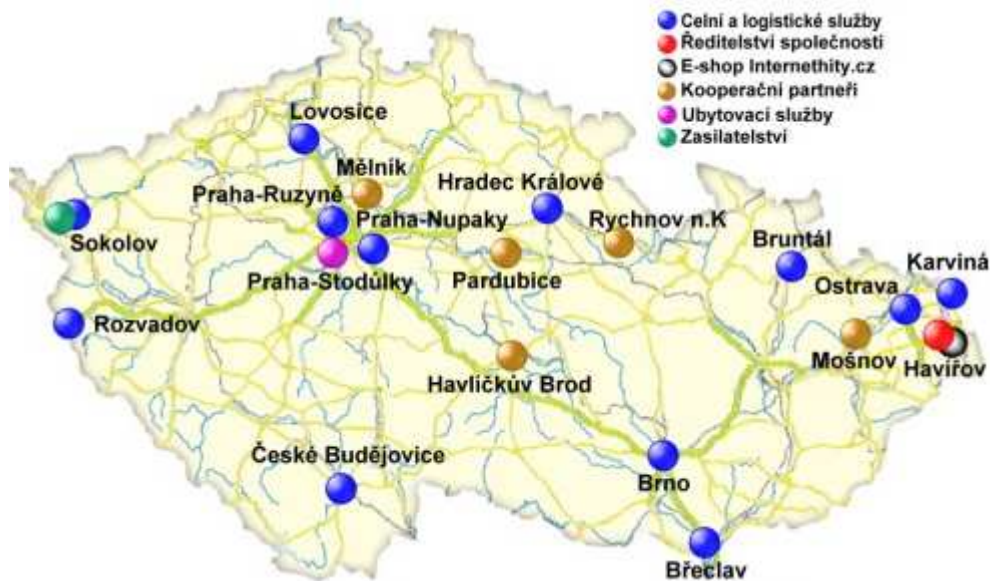 Celní a logistické služby
Ředitelství společnosti
E-shop Internethity.cz
Kooperační partneři
Ubytovací služby
Zasilatelství
Lovosice
Mělník
Praha-Ruzyně
Hradec Králové
Praha-Nupaky
Rychnov n.K
Sokolov
Praha-Stodůlky
Pardubice
Bruntál
Karviná
Ostrava
Rozvadov
Mošnov
Havířov
Havlíčkův Brod
České Budějovice
Brno
Břeclav